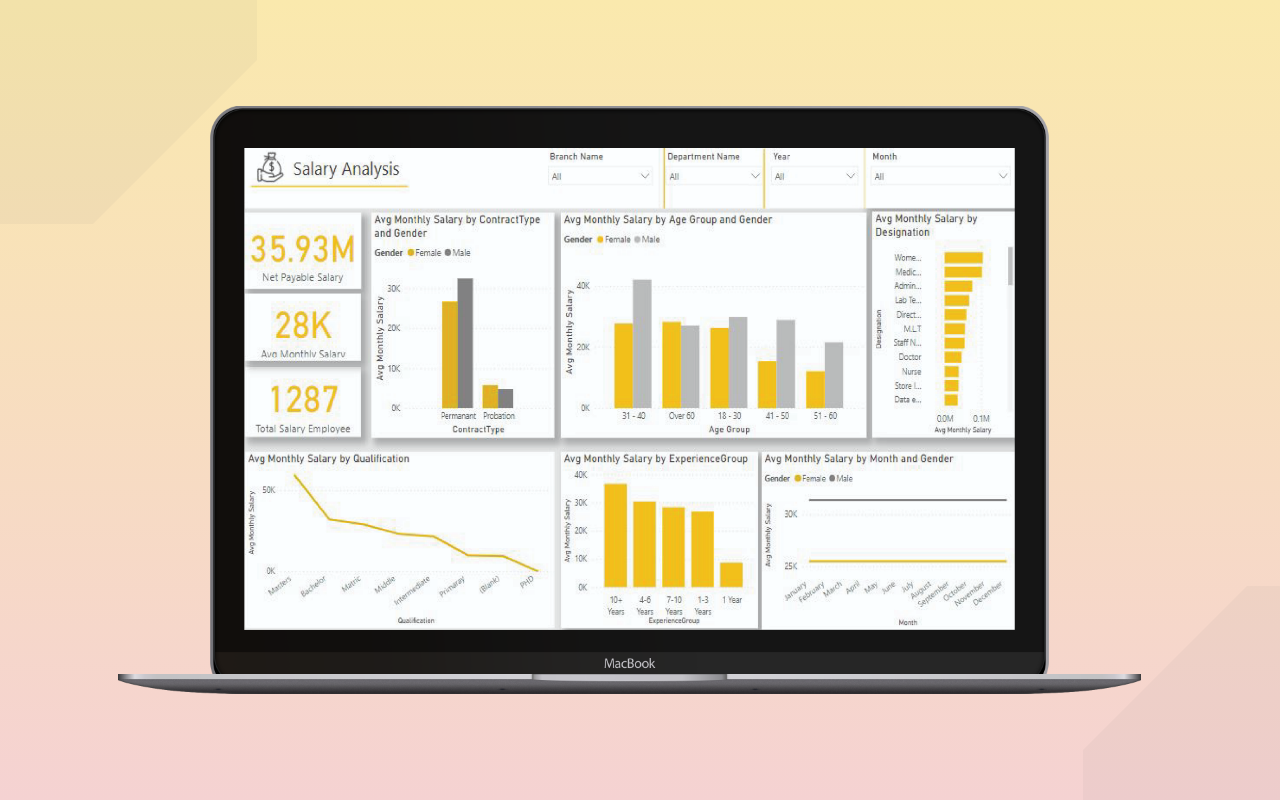 Salary Analysis
Branch Name
All
Department Name
All
Year
All
Month
All
35.93M
Net Payable Salary
28K
Avg Monthly Salary
1287
Total Salary Employee
Avg Monthly Salary by ContractType
and Gender
Gender Female Male
Avg Monthly Salary
30K
20K
10K
0K
Permanant Probation
ContractType
Avg Monthly Salary by Age Group and Gender
Gender Female Male
Avg Monthly Salary
40K
20K
0K
31 - 40 Over 60 18 - 30 41 - 50 51 - 60
Age Group
Avg Monthly Salary by
Designation
Designation
Wome...
Medic...
Admin...
Lab Te...
Direct...
M.L.T
Staff N...
Doctor
Nurse
Store I...
Data e...
0.0M 0.1M
Avg Monthly Salary
Avg Monthly Salary by Qualification
Avg Monthly Salary
50K
0K
Masters Bachelor Matric Middle Intermediate Primaray (Blank) PHD
Qualification
Avg Monthly Salary by ExperienceGroup
Avg Monthly Salary
40K
30K
20K
10K
0K
10+ 4-6 7-10 1-3 1 Year
Years Years Years Years
ExperienceGroup
Avg Monthly Salary by Month and Gender
Gender Female Male
Avg Monthly Salary
30K
25K
January February March April May June July August September October November December
Month
MacBook